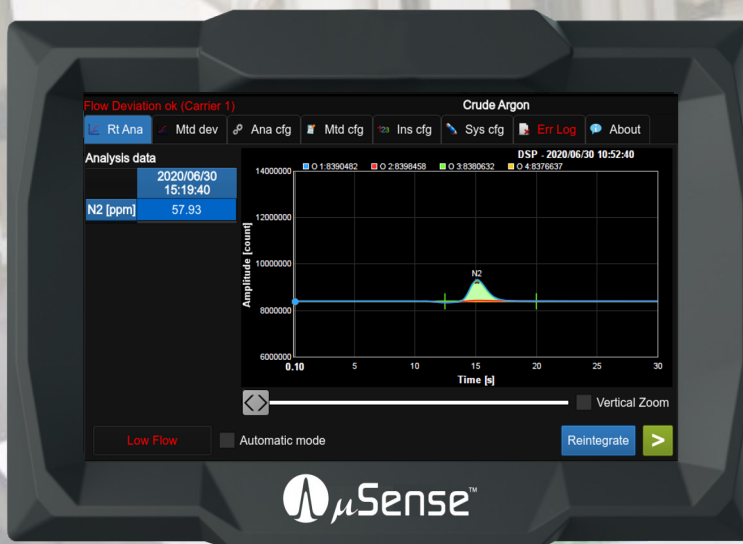 Flow Deviation ok (Carrier 1)
Crude Argon
Rt Ana
Mtd dev
Ana cfg
Mtd cfg
Ins cfg
Sys cfg
Err Log
About
Analysis data
2020/06/30
15:19:40
N2 [ppm] 57.93
DSP - 2020/06/30 10:52:40
O 1:8390482 O 2:8398458 O 3:8380632 O 4:8376637
Amplitude [count]
14000000
12000000
10000000
8000000
6000000
N2
0.10 5 10 15 20 25 30
Time [s]
< >
Vertical Zoom
Low Flow
Automatic mode
Reintegrate
>
μSense™